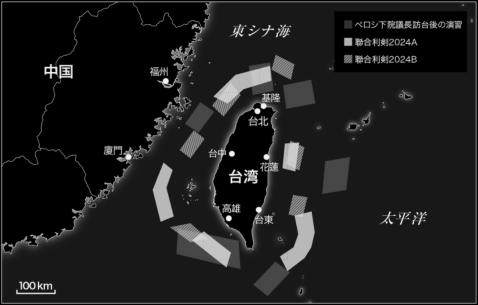 東シナ海
ペロシ下院議長訪台後の演習
聯合利剣2024A
聯合利剣2024B
中国
福州
基隆
台北
廈門
台中
花蓮
台湾
高雄
台東
太平洋
100km